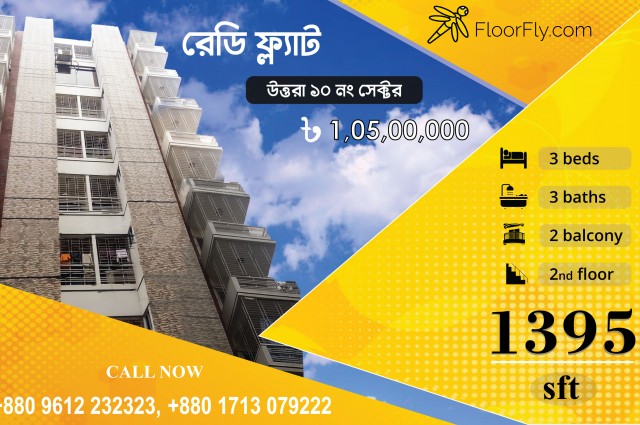 রেডি ফ্ল্যাট
FloorFly.com
উত্তরা ১০ নং সেক্টর
৳ 1,05,00,000
3 beds
3 baths
2 balcony
2nd floor
1395
sft
CALL NOW
+880 9612 232323, +880 1713 079222